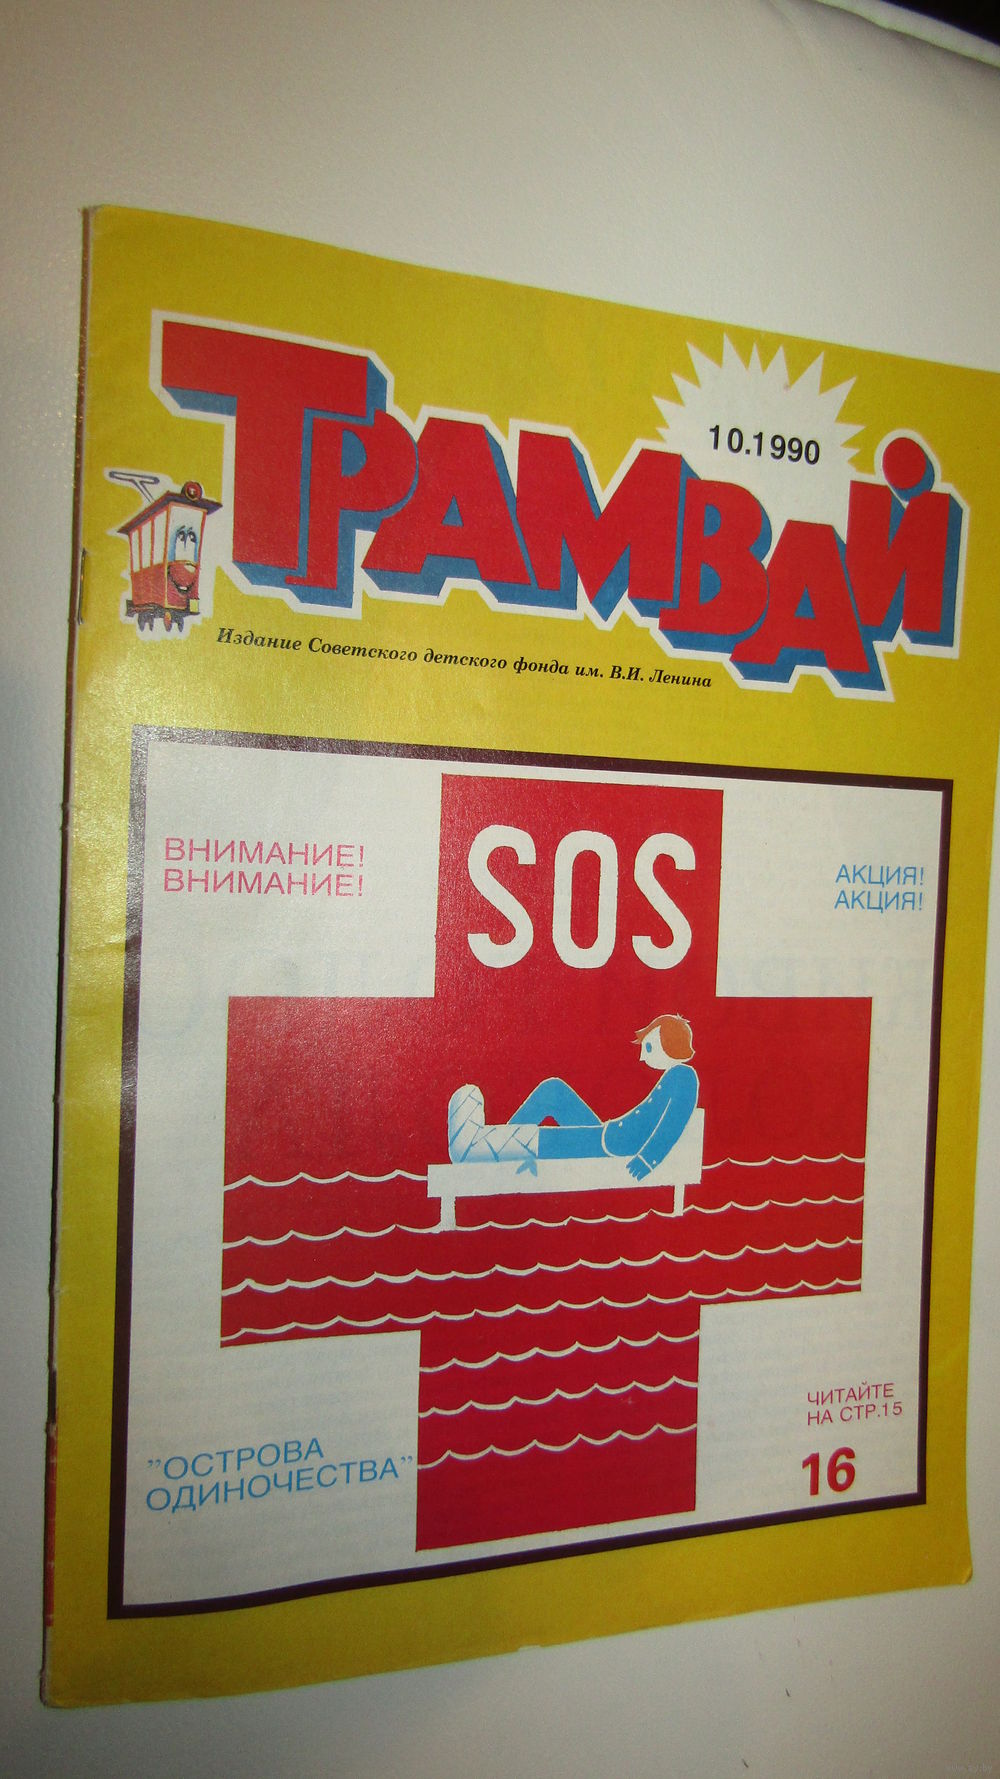 ТРАМВАЙ
10.1990
Издание Советского детского фонда им. В.И. Ленина
ВНИМАНИЕ!
ВНИМАНИЕ!
SOS
АКЦИЯ!
АКЦИЯ!
"ОСТРОВА
ОДИНОЧЕСТВА"
ЧИТАЙТЕ
НА СТР.15
16